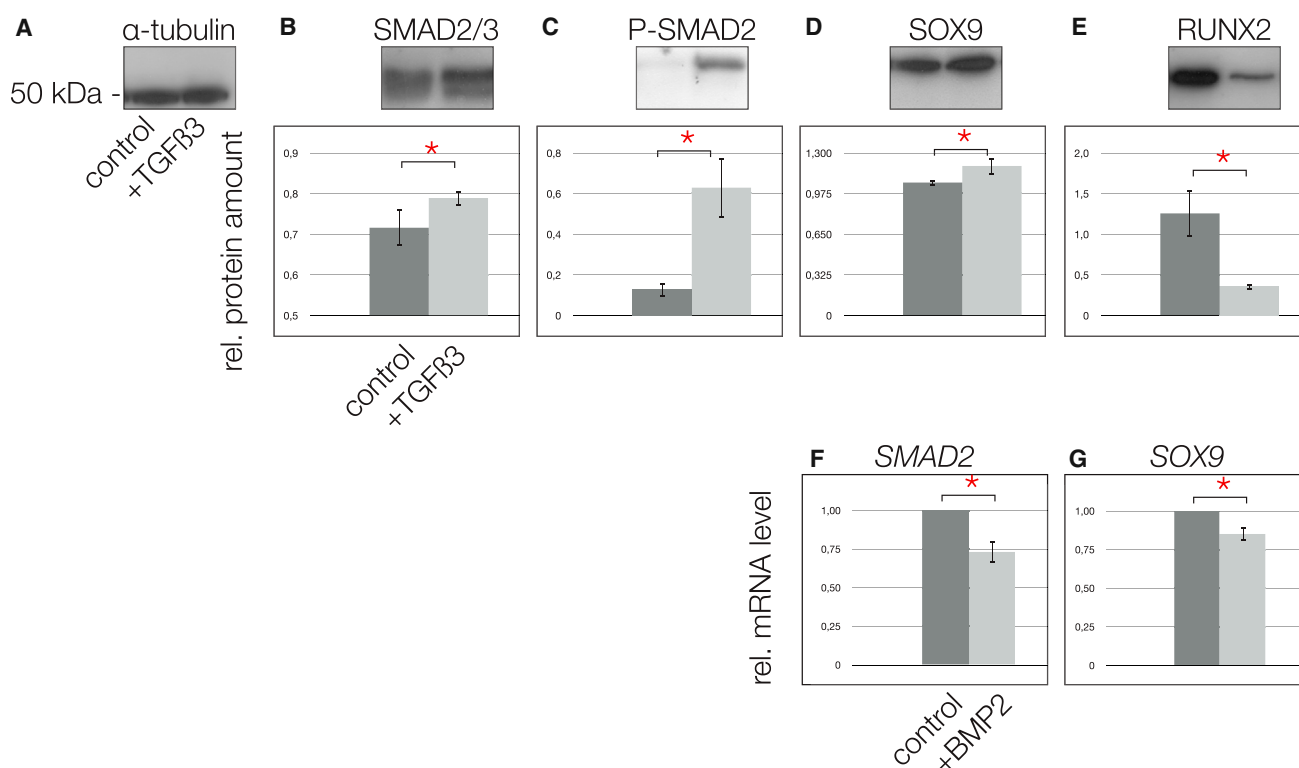 A
α-tubulin
50 kDa -
control
+TGFß3
rel. protein amount
B
SMAD2/3
*
0,9
0,8
0,7
0,6
0,5
control
+TGFß3
C
P-SMAD2
*
0,8
0,6
0,4
0,2
0
D
SOX9
*
1,300
0,975
0,650
0,325
0
E
RUNX2
*
2,0
1,5
1,0
0,5
0
rel. mRNA level
F
SMAD2
*
1,00
0,75
0,50
0,25
0
control
+BMP2
G
SOX9
*
1,00
0,75
0,50
0,25
0